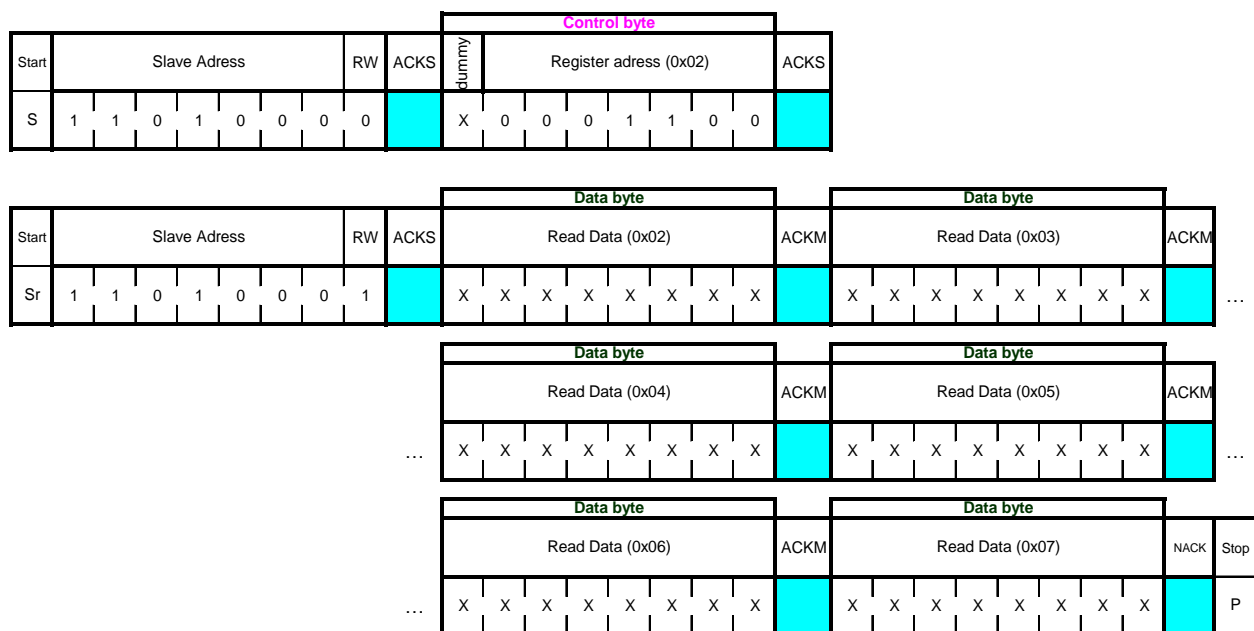 Control byte
Start Slave Adress RW ACKS dummy Register adress (0x02) ACKS
S 1 1 0 1 0 0 0 0 X 0 0 0 1 1 0 0
Data byte Data byte
Start Slave Adress RW ACKS Read Data (0x02) ACKM Read Data (0x03) ACKM
Sr 1 1 0 1 0 0 0 1 X X X X X X X X X X X X X X X X …
Data byte Data byte
Read Data (0x04) ACKM Read Data (0x05) ACKM
… X X X X X X X X X X X X X X X X …
Data byte Data byte
Read Data (0x06) ACKM Read Data (0x07) NACK Stop
… X X X X X X X X X X X X X X X X P